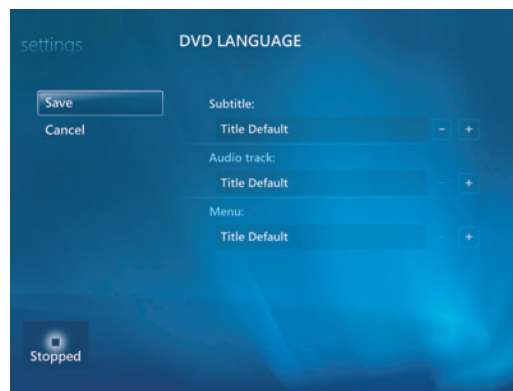 settings
DVD LANGUAGE
Save
Cancel
Subtitle:
Title Default - +
Audio track:
Title Default - +
Menu:
Title Default - +
Stopped